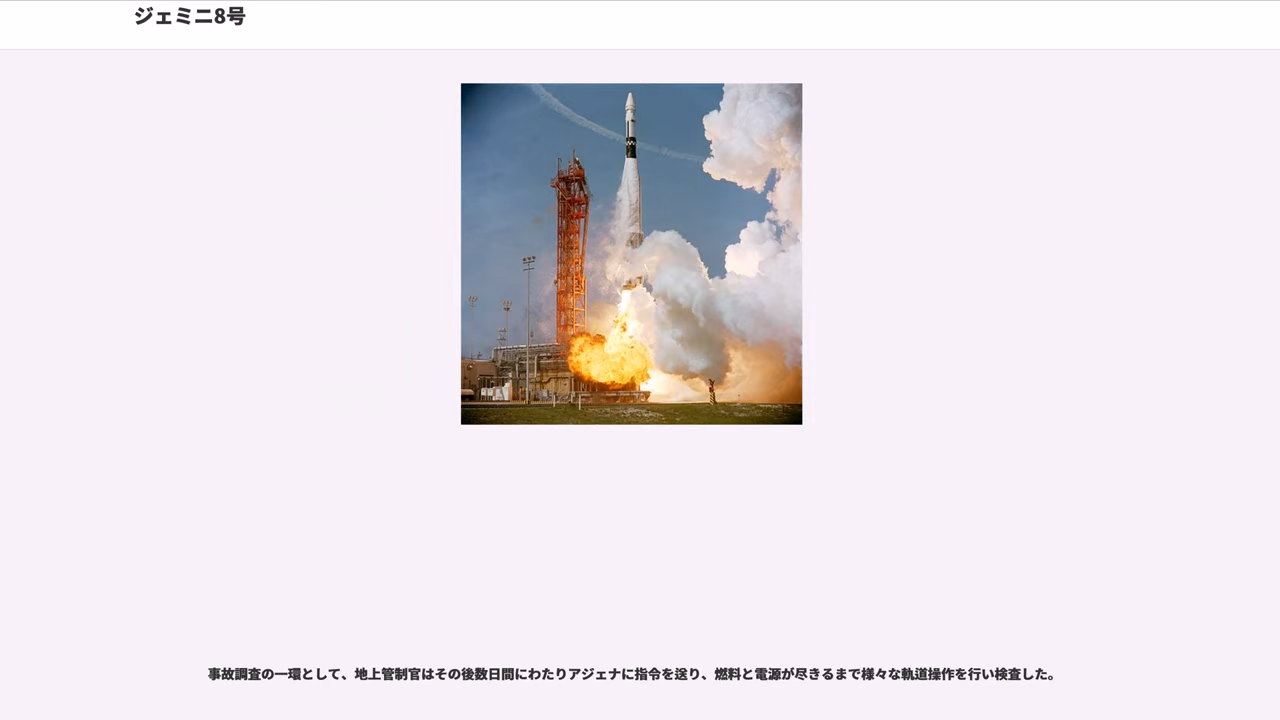 ジェミニ8号
事故調査の一環として、地上管制官はその後数日間にわたりアジェナに指令を送り、燃料と電源が尽きるまで様々な軌道操作を行い検査した。